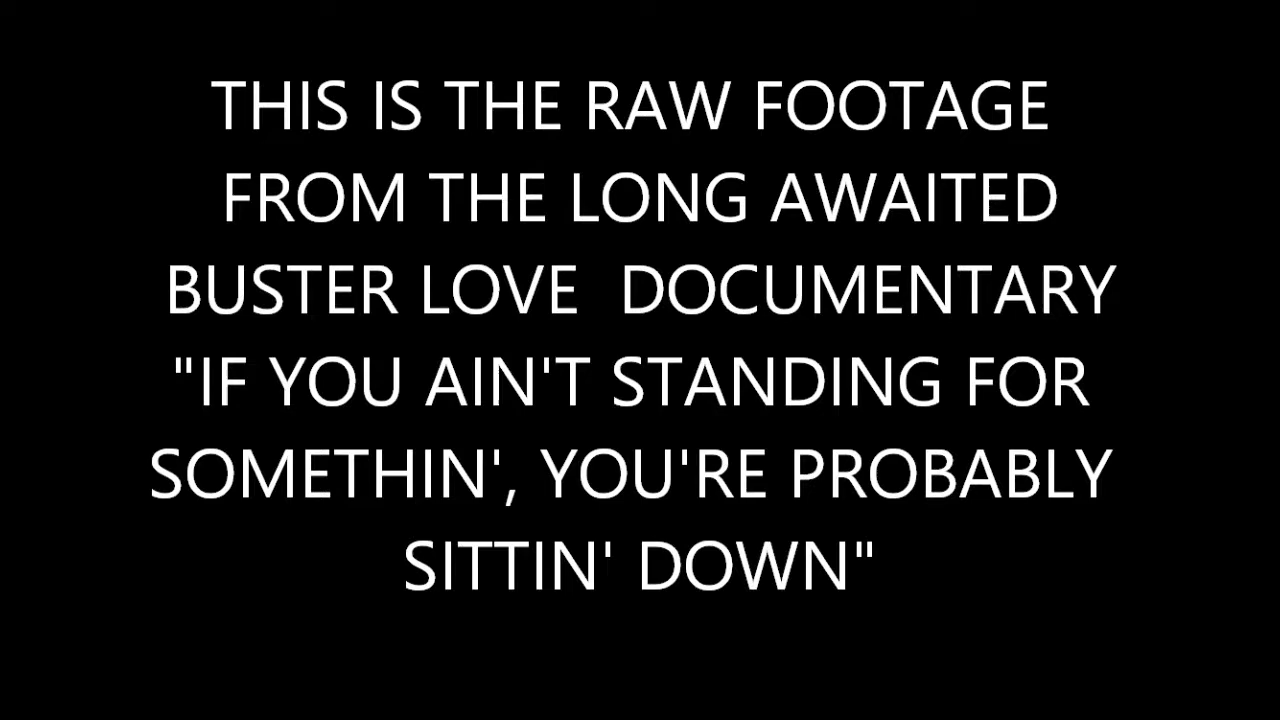 THIS IS THE RAW FOOTAGE
FROM THE LONG AWAITED
BUSTER LOVE  DOCUMENTARY
"IF YOU AIN'T STANDING FOR
SOMETHIN', YOU'RE PROBABLY
SITTIN' DOWN"